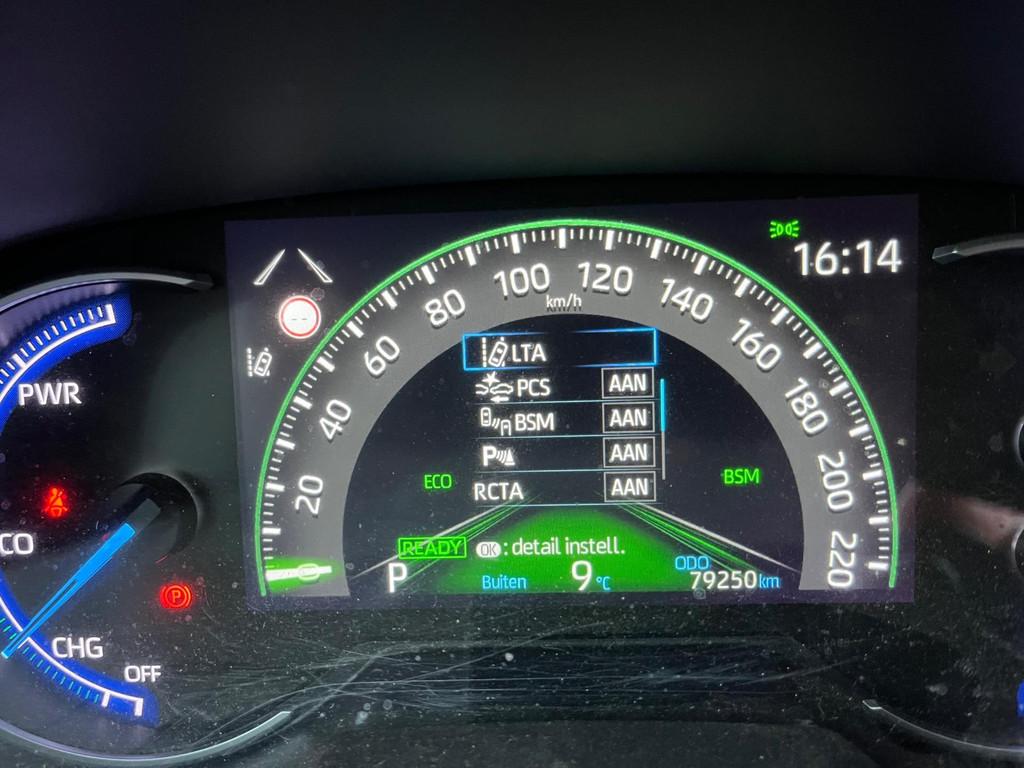 16:14
100 120
80 km/h 140
60 160
40 180
20 200
220
LTA
PCS AAN
BSM AAN
P AAN
RCTA AAN
ECO
BSM
READY
OK : detail instell.
P Buiten 9 °C ODO 79250 km
PWR
CO
P
CHG
OFF